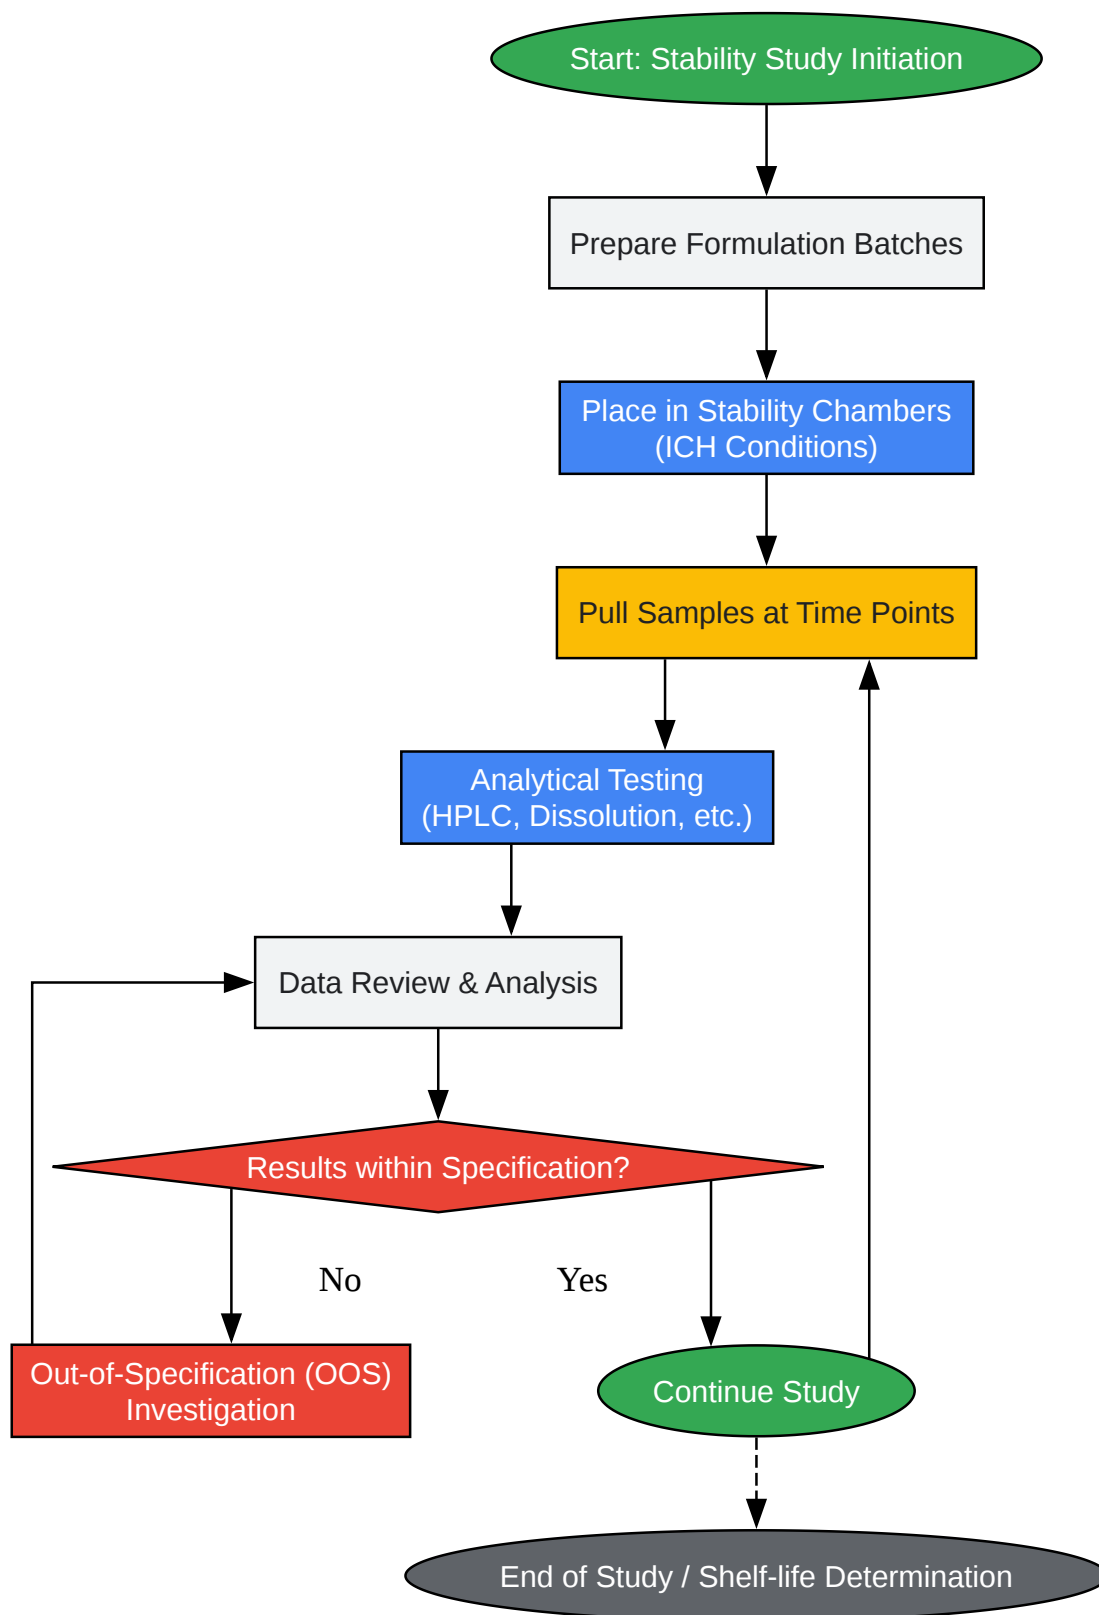 Start: Stability Study Initiation
Prepare Formulation Batches
Place in Stability Chambers
(ICH Conditions)
Pull Samples at Time Points
Analytical Testing
(HPLC, Dissolution, etc.)
Data Review & Analysis
Results within Specification?
No
Yes
Out-of-Specification (OOS)
Investigation
Continue Study
End of Study / Shelf-life Determination